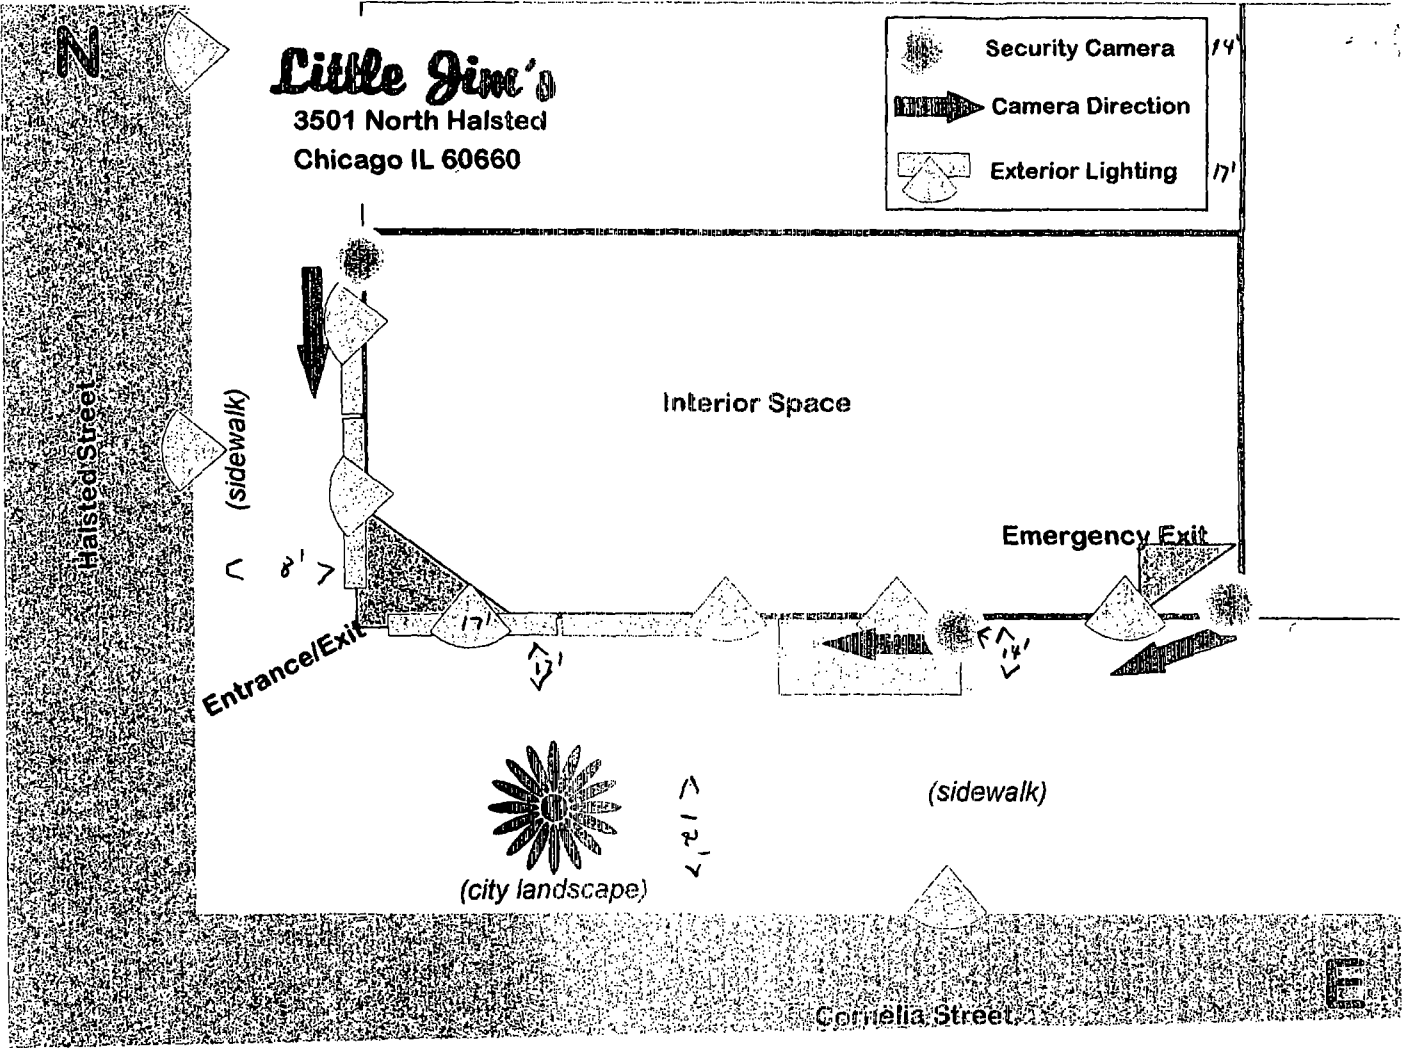 N
Little Jim's
3501 North Halsted
Chicago IL 60660
Security Camera 14'
Camera Direction
Exterior Lighting 17'
Interior Space
Halsted Street
(sidewalk)
8'
Emergency Exit
17'
Entrance/Exit
14'
(sidewalk)
12'
(city landscape)
E
Cornelia Street